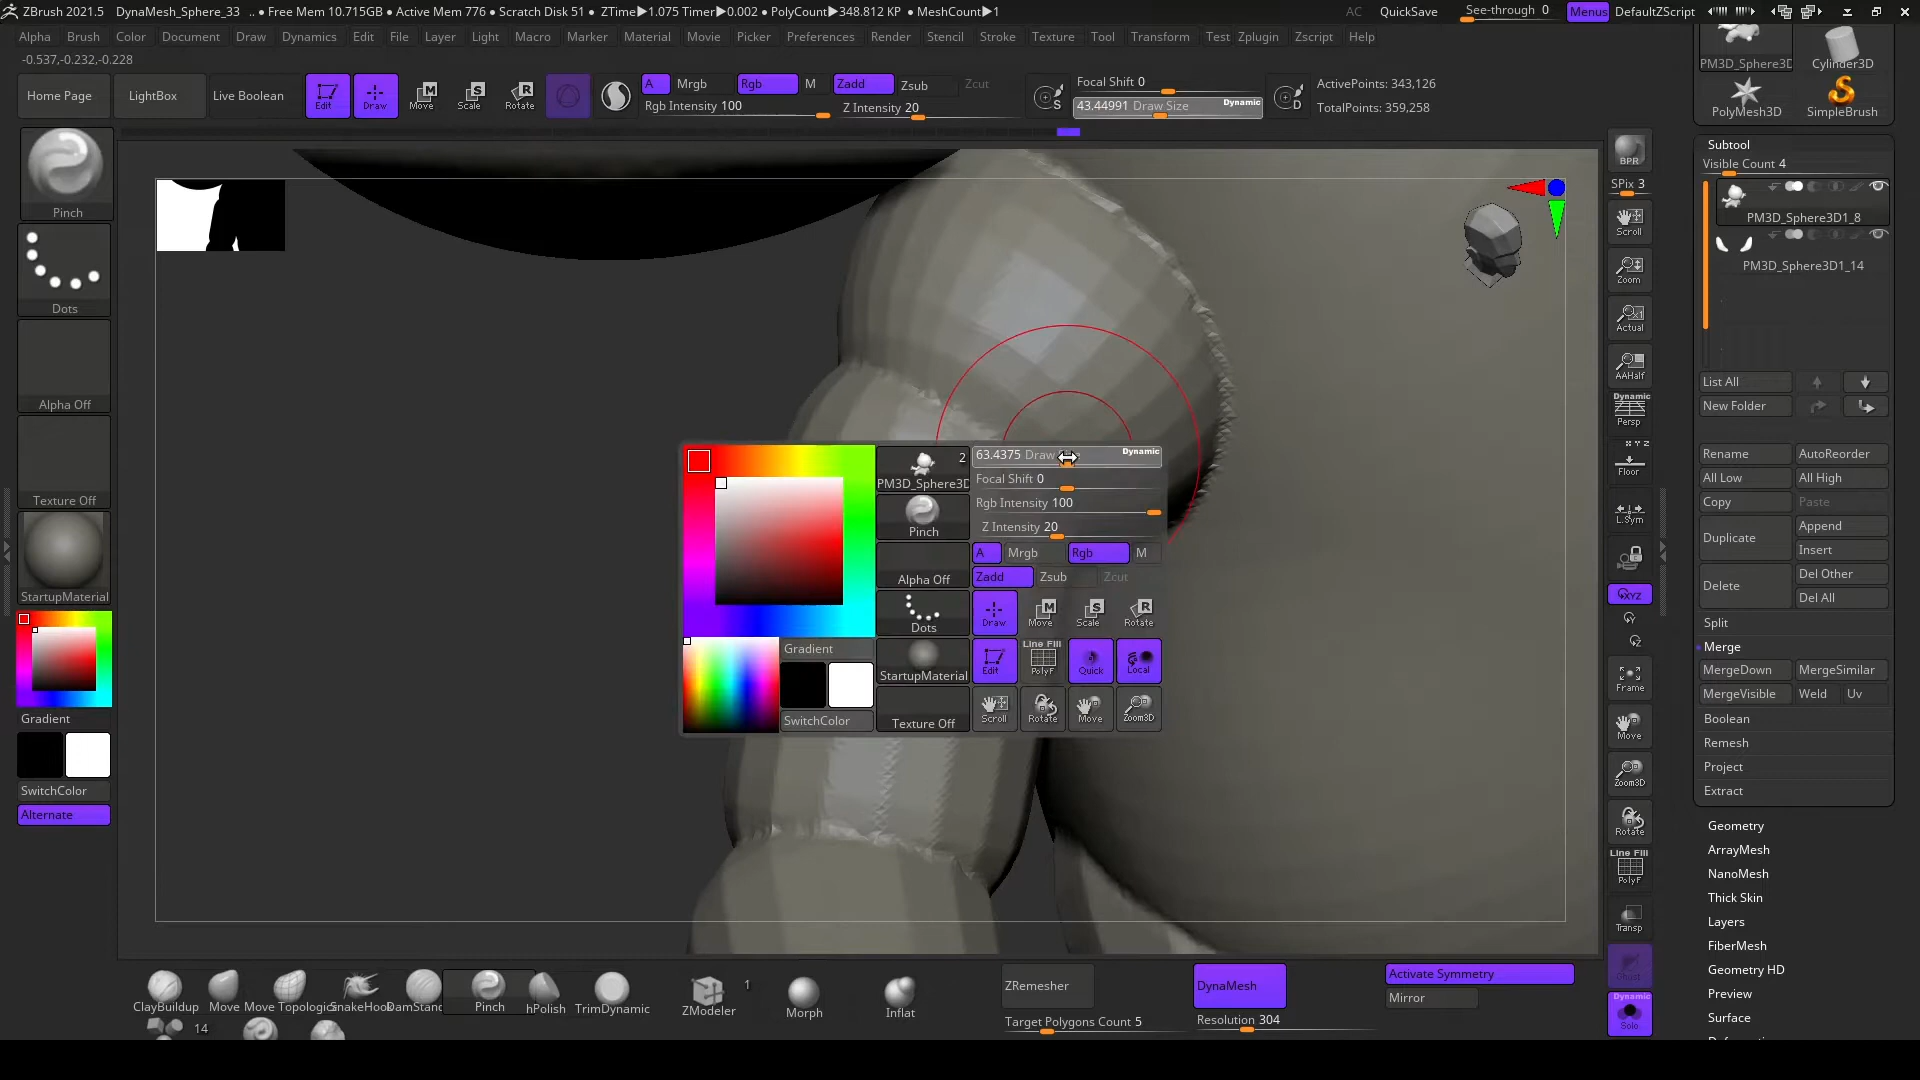 ZBrush 2021.5 DynaMesh_Sphere_33 .. • Free Mem 10.715GB • Active Mem 776 • Scratch Disk 51 • ZTime▶1.075 Timer▶0.002 • PolyCount▶348.812 KP • MeshCount▶1 AC QuickSave See-through 0 Menus DefaultZScript
Alpha Brush Color Document Draw Dynamics Edit File Layer Light Macro Marker Material Movie Picker Preferences Render Stencil Stroke Texture Tool Transform Test Zplugin Zscript Help
-0.537,-0.232,-0.228
Home Page LightBox Live Boolean Edit Draw Move Scale Rotate
A Mrgb Rgb M Zadd Zsub Zcut
Rgb Intensity 100 Z Intensity 20
Focal Shift 0
43.44991 Draw Size Dynamic
S D
ActivePoints: 343,126
TotalPoints: 359,258
PM3D_Sphere3D Cylinder3D
PolyMesh3D SimpleBrush
Pinch
Dots
Alpha Off
Texture Off
StartupMaterial
Gradient
SwitchColor
Alternate
2
PM3D_Sphere3D
Pinch
Alpha Off
Dots
StartupMaterial
Texture Off
Gradient
SwitchColor
63.4375 Draw Dynamic
Focal Shift 0
Rgb Intensity 100
Z Intensity 20
A Mrgb Rgb M
Zadd Zsub Zcut
Draw Move Scale Rotate
Edit Line Fill PolyF Quick Local
Scroll Rotate Move Zoom3D
BPR
SPix 3
Scroll
Zoom
Actual
AAHalf
Dynamic
Persp
X Y Z
Floor
L.Sym
XYZ
Frame
Move
Zoom3D
Rotate
Line Fill
PolyF
Transp
Ghost
Dynamic
Solo
Subtool
Visible Count 4
PM3D_Sphere3D1_8
PM3D_Sphere3D1_14
List All
New Folder
Rename AutoReorder
All Low All High
Copy Paste
Duplicate Append
Insert
Delete Del Other
Del All
Split
Merge
MergeDown MergeSimilar
MergeVisible Weld Uv
Boolean
Remesh
Project
Extract
Geometry
ArrayMesh
NanoMesh
Thick Skin
Layers
FiberMesh
Geometry HD
Preview
Surface
ClayBuildup Move Move Topologic SnakeHook DamStand Pinch hPolish TrimDynamic ZModeler 1 Morph Inflat
14
ZRemesher
Target Polygons Count 5
DynaMesh
Resolution 304
Activate Symmetry
Mirror